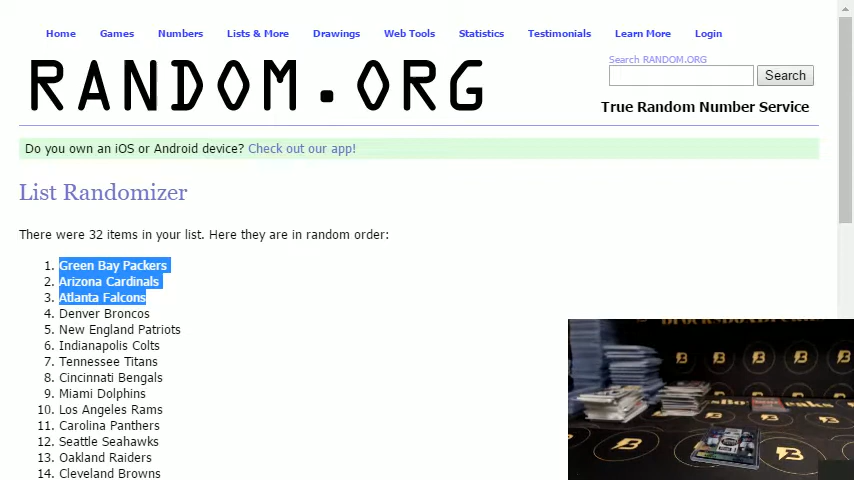 Home Games Numbers Lists & More Drawings Web Tools Statistics Testimonials Learn More Login
RANDOM.ORG
Search RANDOM.ORG
Search
True Random Number Service
Do you own an iOS or Android device? Check out our app!
List Randomizer
There were 32 items in your list. Here they are in random order:
1. Green Bay Packers
2. Arizona Cardinals
3. Atlanta Falcons
4. Denver Broncos
5. New England Patriots
6. Indianapolis Colts
7. Tennessee Titans
8. Cincinnati Bengals
9. Miami Dolphins
10. Los Angeles Rams
11. Carolina Panthers
12. Seattle Seahawks
13. Oakland Raiders
14. Cleveland Browns